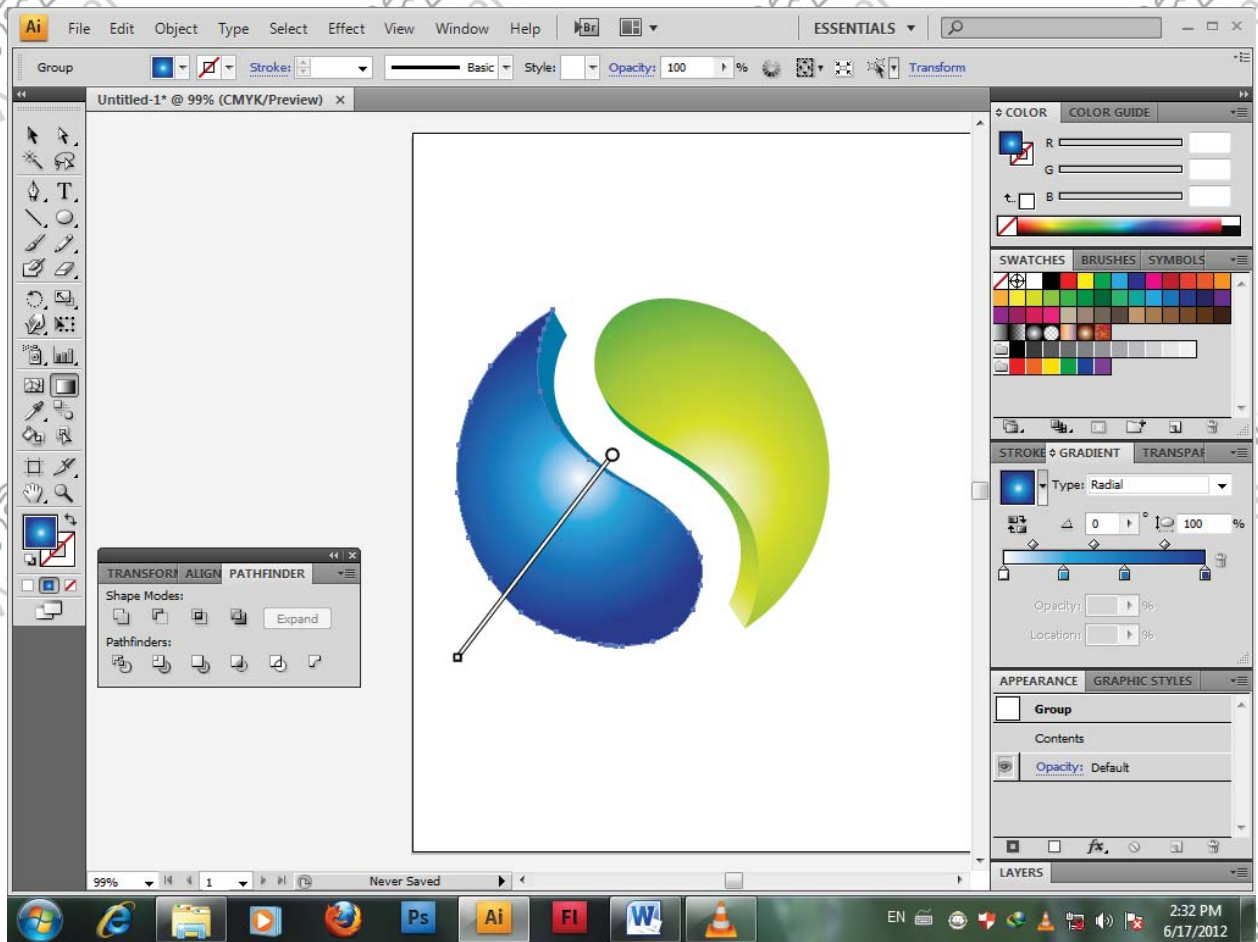 Ai File Edit Object Type Select Effect View Window Help Br ESSENTIALS
Group Stroke: Basic Style: Opacity: 100 % Transform
Untitled-1* @ 99% (CMYK/Preview) ×
COLOR COLOR GUIDE
R
G
B
T
SWATCHES BRUSHES SYMBOLS
STROKE GRADIENT TRANSPAR
Type: Radial
0 ° 100 %
Opacity: %
Location: %
TRANSFORM ALIGN PATHFINDER
Shape Modes:
Expand
Pathfinders:
APPEARANCE GRAPHIC STYLES
Group
Contents
Opacity: Default
fx
LAYERS
99% 1 Never Saved
Ps Ai Fl W EN 2:32 PM
6/17/2012